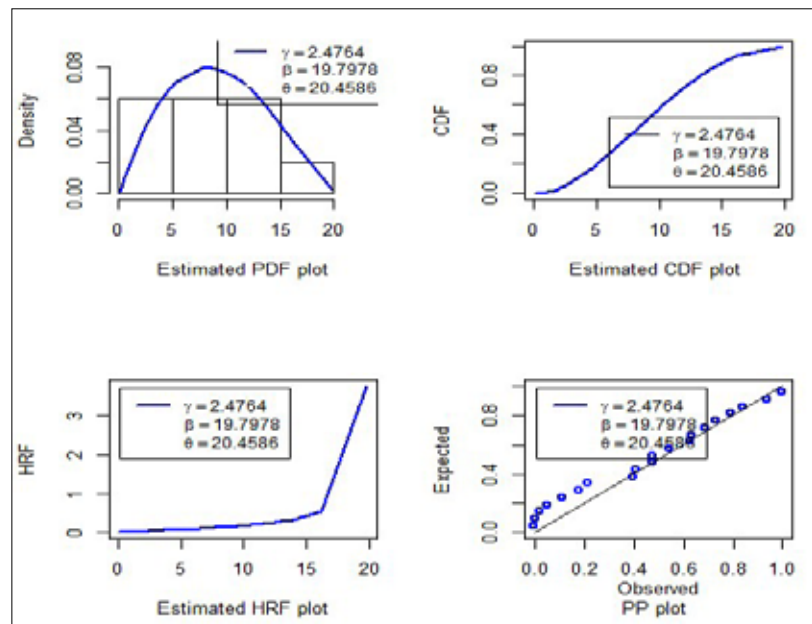 Density
0.00 0.04 0.08
γ = 2.4764
β = 19.7978
θ = 20.4586
0 5 10 15 20
Estimated PDF plot
CDF
0.0 0.4 0.8
γ = 2.4764
β = 19.7978
θ = 20.4586
0 5 10 15 20
Estimated CDF plot
HRF
0 1 2 3
γ = 2.4764
β = 19.7978
θ = 20.4586
0 5 10 15 20
Estimated HRF plot
Expected
0.0 0.4 0.8
γ = 2.4764
β = 19.7978
θ = 20.4586
0.0 0.2 0.4 0.6 0.8 1.0
Observed
PP plot